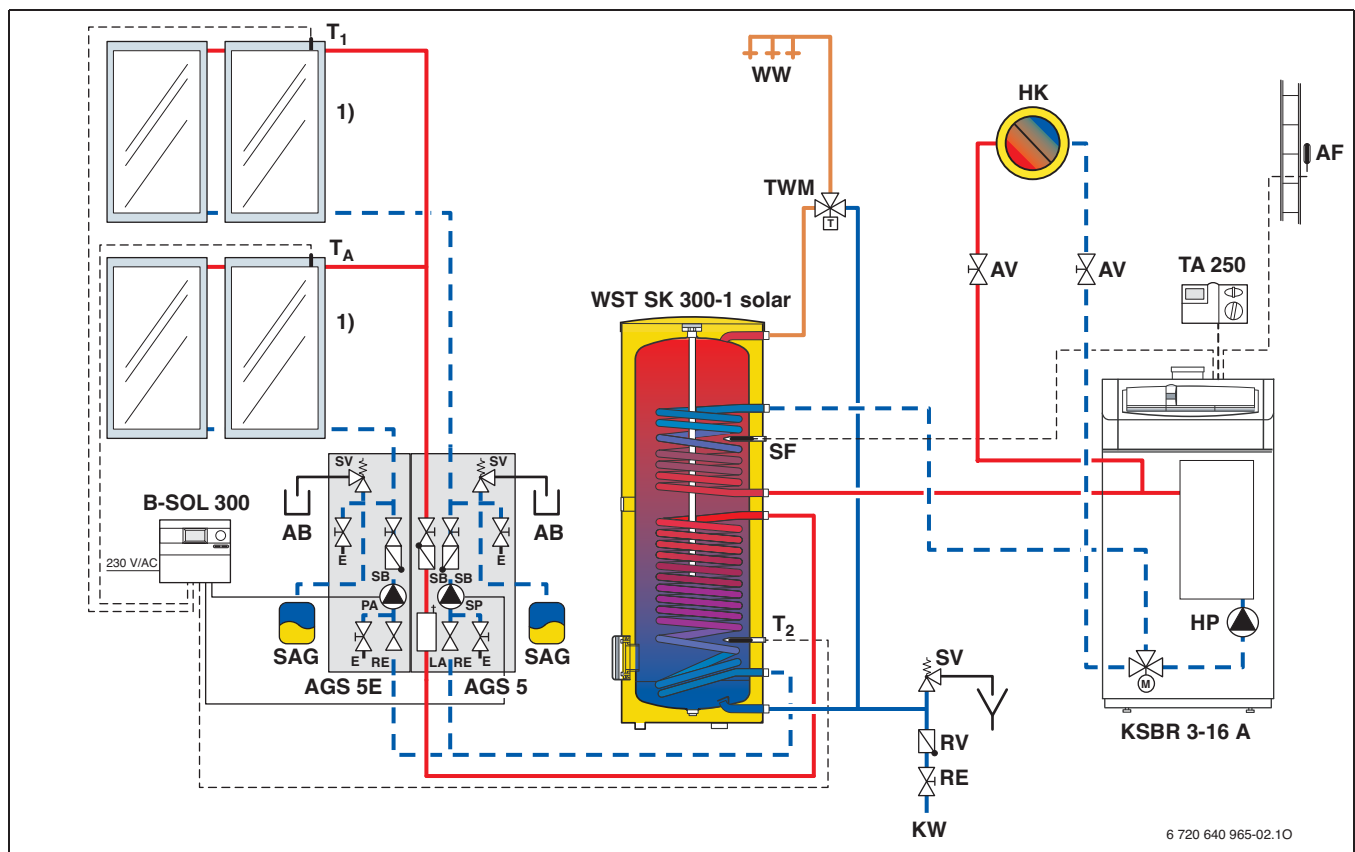 T1
1)
WW
HK
AF
TWM
AV
AV
TA 250
TA
1)
WST SK 300-1 solar
T
SF
SV
SV
B-SOL 300
AB
AB
E
E
230 V/AC
SB
SB
SB
PA
SP
T2
HP
SAG
E
RE
LA
RE
E
SAG
AGS 5E
AGS 5
SV
M
KSBR 3-16 A
RV
RE
KW
6 720 640 965-02.1O